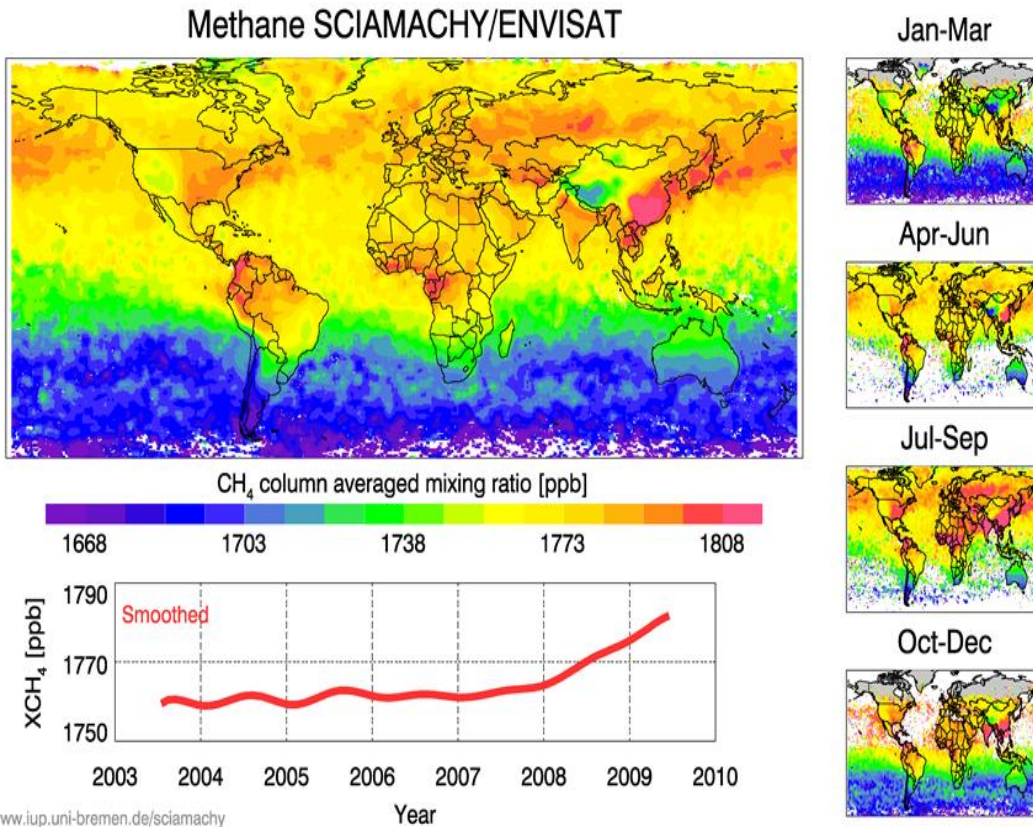 Methane SCIAMACHY/ENVISAT
Jan-Mar
Apr-Jun
Jul-Sep
Oct-Dec
CH₄ column averaged mixing ratio [ppb]
1668 1703 1738 1773 1808
1790
1770
1750
XCH₄ [ppb]
Smoothed
2003 2004 2005 2006 2007 2008 2009 2010
Year
ww.iup.uni-bremen.de/sciamachy